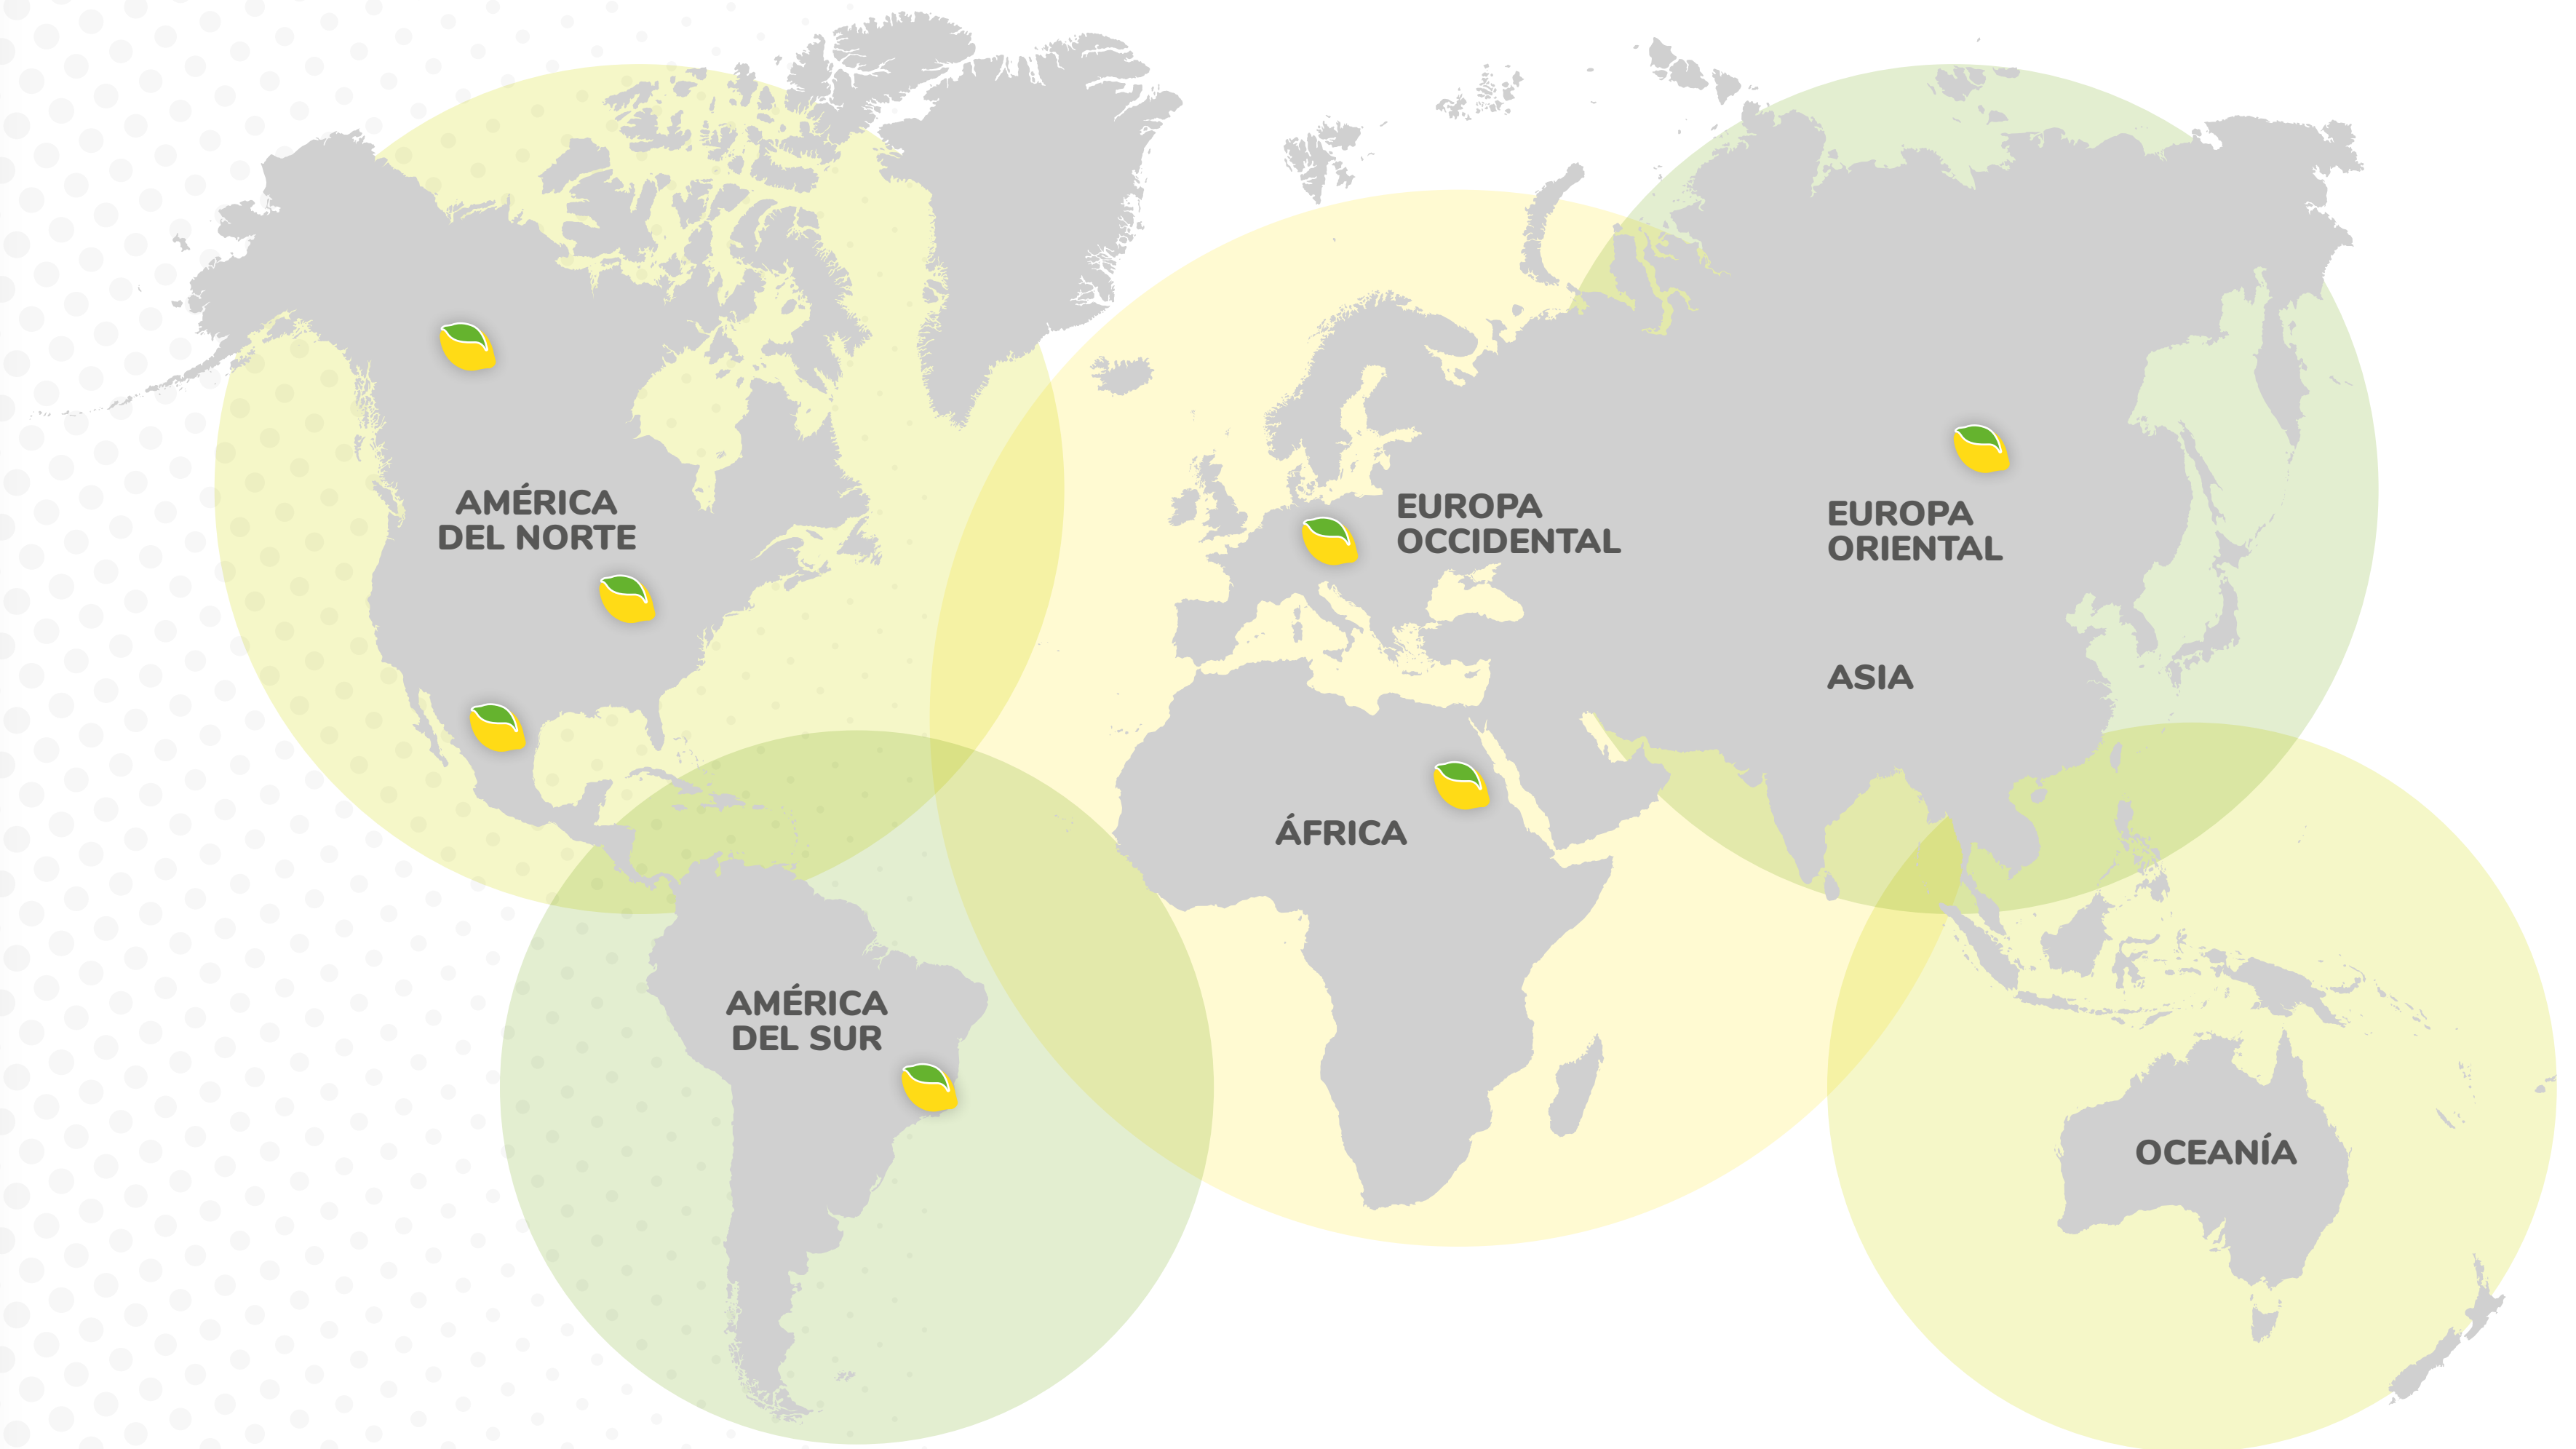 AMÉRICA
DEL NORTE
EUROPA
OCCIDENTAL
EUROPA
ORIENTAL
ASIA
ÁFRICA
AMÉRICA
DEL SUR
OCEANÍA